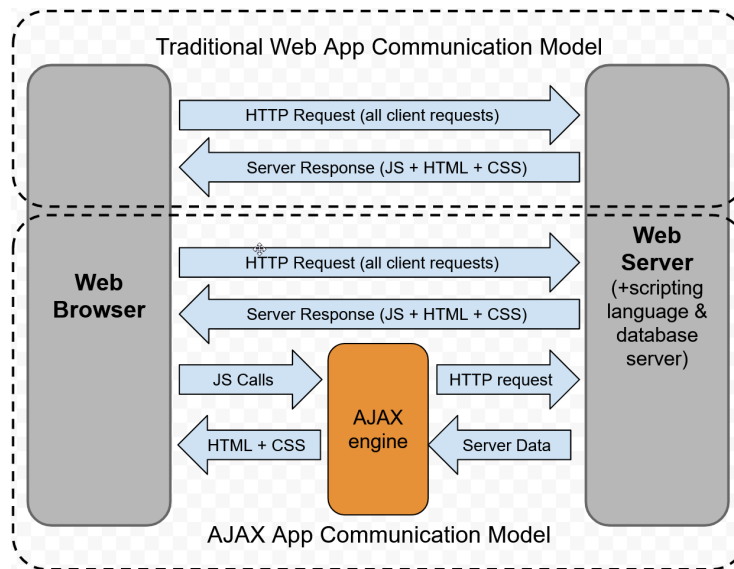 Traditional Web App Communication Model
HTTP Request (all client requests)
Server Response (JS + HTML + CSS)
HTTP Request (all client requests)
Server Response (JS + HTML + CSS)
Web
Browser
Web
Server
(+scripting
language &
database
server)
JS Calls
HTTP request
AJAX
engine
HTML + CSS
Server Data
AJAX App Communication Model